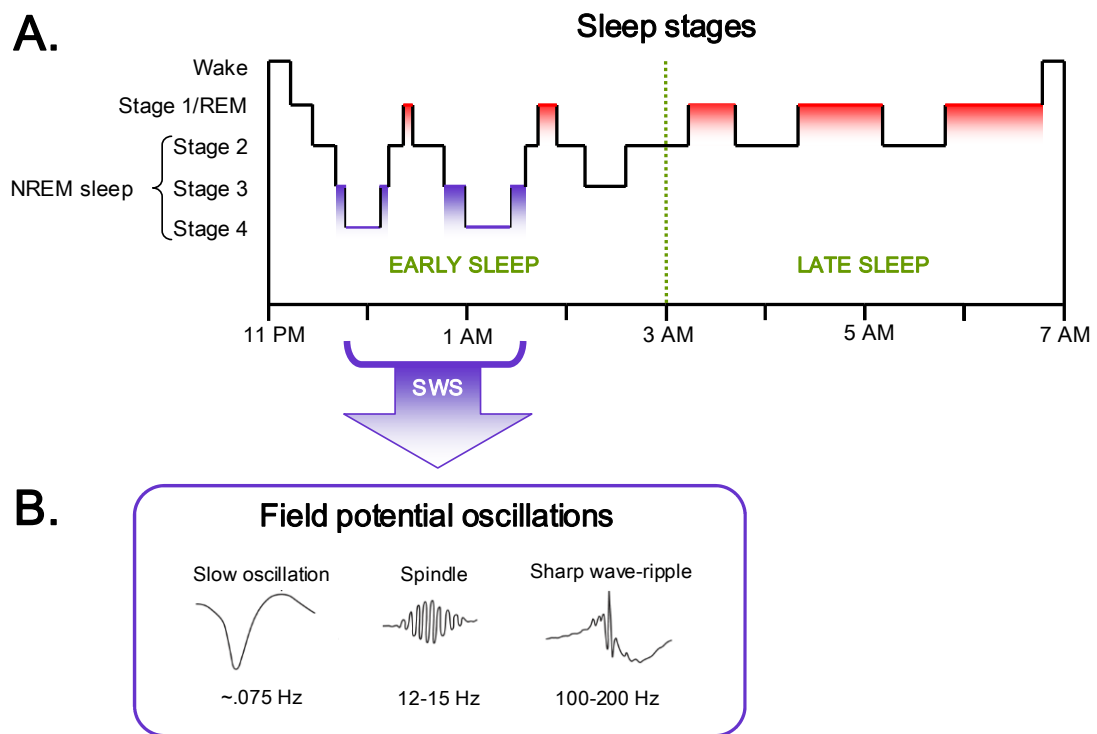 A.
Sleep stages
Wake
Stage 1/REM
Stage 2
NREM sleep
Stage 3
Stage 4
EARLY SLEEP
LATE SLEEP
11 PM
1 AM
3 AM
5 AM
7 AM
SWS
B.
Field potential oscillations
Slow oscillation
Spindle
Sharp wave-ripple
~.075 Hz
12-15 Hz
100-200 Hz